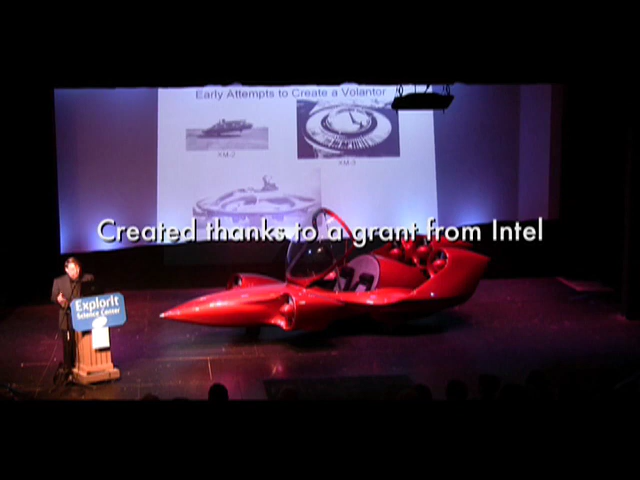 Early Attempts to Create a Volantor
XM-2
XM-3
Created thanks to a grant from Intel
ExplorIt
Science Center